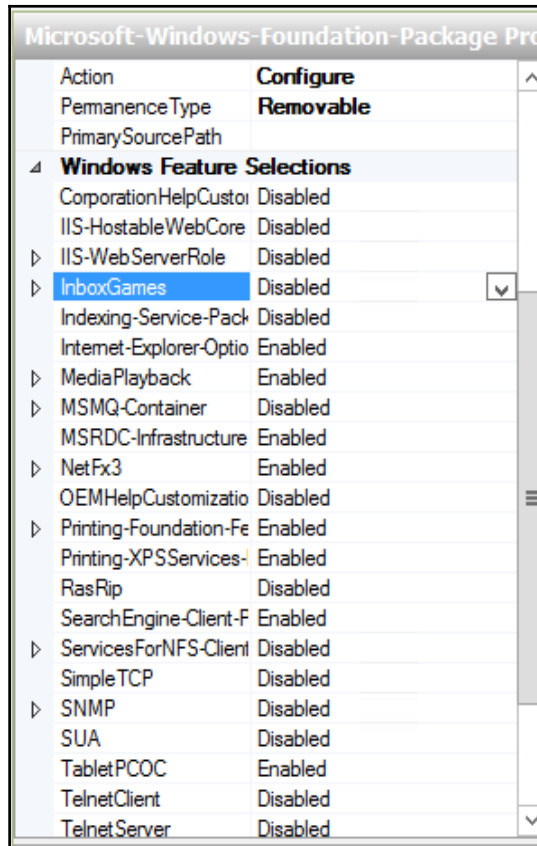 Microsoft-Windows-Foundation-Package Pro
Action Configure
PermanenceType Removable
PrimarySourcePath
Windows Feature Selections
CorporationHelpCustor Disabled
IIS-HostableWebCore Disabled
IIS-WebServerRole Disabled
InboxGames Disabled
Indexing-Service-Pack Disabled
Internet-Explorer-Optio Enabled
MediaPlayback Enabled
MSMQ-Container Disabled
MSRDC-Infrastructure Enabled
NetFx3 Enabled
OEMHelpCustomizatio Disabled
Printing-Foundation-Fe Enabled
Printing-XPSServices- Enabled
RasRip Disabled
SearchEngine-Client-P Enabled
ServicesForNFS-Client Disabled
SimpleTCP Disabled
SNMP Disabled
SUA Disabled
TabletPCOC Enabled
TelnetClient Disabled
TelnetServer Disabled